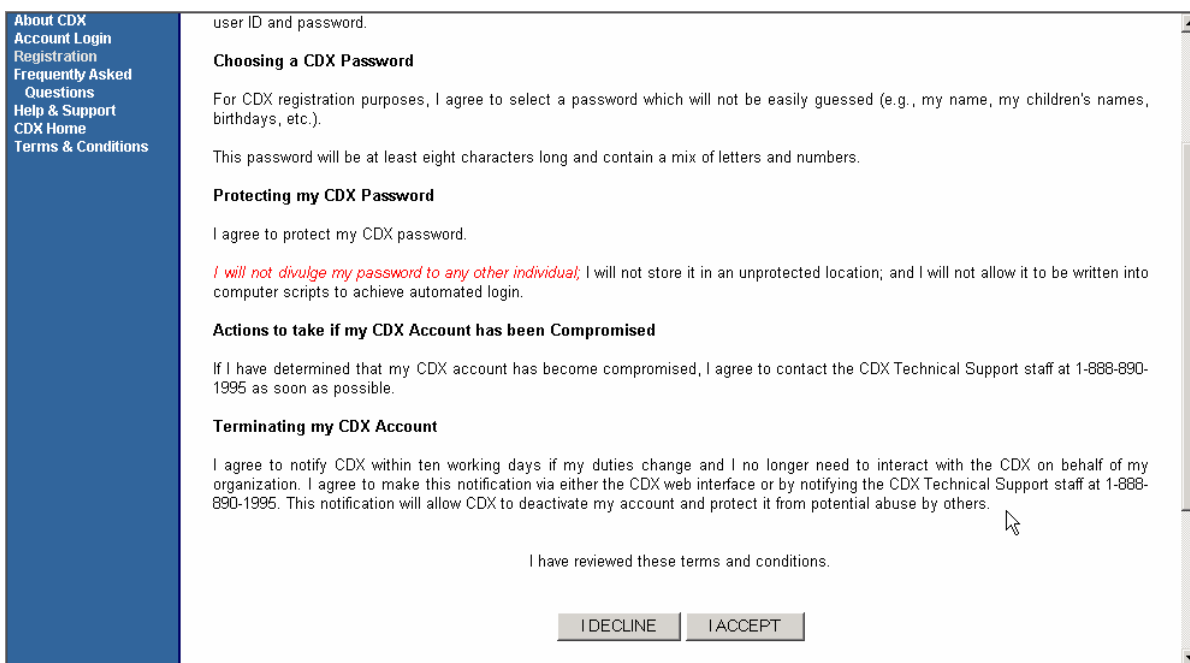 About CDX
Account Login
Registration
Frequently Asked
Questions
Help & Support
CDX Home
Terms & Conditions
user ID and password.
Choosing a CDX Password
For CDX registration purposes, I agree to select a password which will not be easily guessed (e.g., my name, my children's names,
birthdays, etc.).
This password will be at least eight characters long and contain a mix of letters and numbers.
Protecting my CDX Password
I agree to protect my CDX password.
I will not divulge my password to any other individual; I will not store it in an unprotected location; and I will not allow it to be written into
computer scripts to achieve automated login.
Actions to take if my CDX Account has been Compromised
If I have determined that my CDX account has become compromised, I agree to contact the CDX Technical Support staff at 1-888-890-
1995 as soon as possible.
Terminating my CDX Account
I agree to notify CDX within ten working days if my duties change and I no longer need to interact with the CDX on behalf of my
organization. I agree to make this notification via either the CDX web interface or by notifying the CDX Technical Support staff at 1-888-
890-1995. This notification will allow CDX to deactivate my account and protect it from potential abuse by others.
I have reviewed these terms and conditions.
I DECLINE I ACCEPT